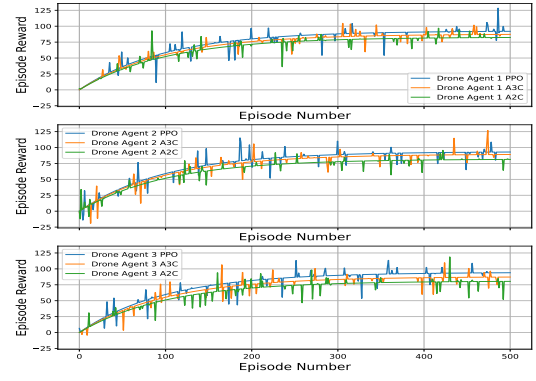 125
100
75
50
25
0
−25
Episode Reward
Drone Agent 1 PPO
Drone Agent 1 A3C
Drone Agent 1 A2C
Episode Number
125
100
75
50
25
0
−25
Episode Reward
Drone Agent 2 PPO
Drone Agent 2 A3C
Drone Agent 2 A2C
Episode Number
125
100
75
50
25
0
−25
Episode Reward
Drone Agent 3 PPO
Drone Agent 3 A3C
Drone Agent 3 A2C
0 100 200 300 400 500
Episode Number